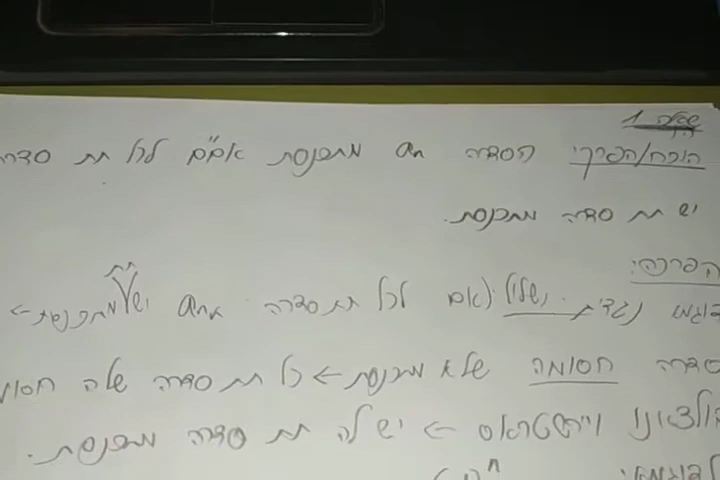 שאלה 1
הוכח/הפרך: הסדרה an מתכנסת אם״ם לכל תת סדרה
יש תת סדרה מתכנסת.
הפרכה:
דוגמא נגדית. נשלול (אם לכל תת סדרה של an יש תת מתכנסת ←
סדרה חסומה שלא מתכנסת ← כל תת סדרה שלה חסומה
בולצאנו ויירשטראס ← יש לה תת סדרה מתכנסת.
לדוגמא: